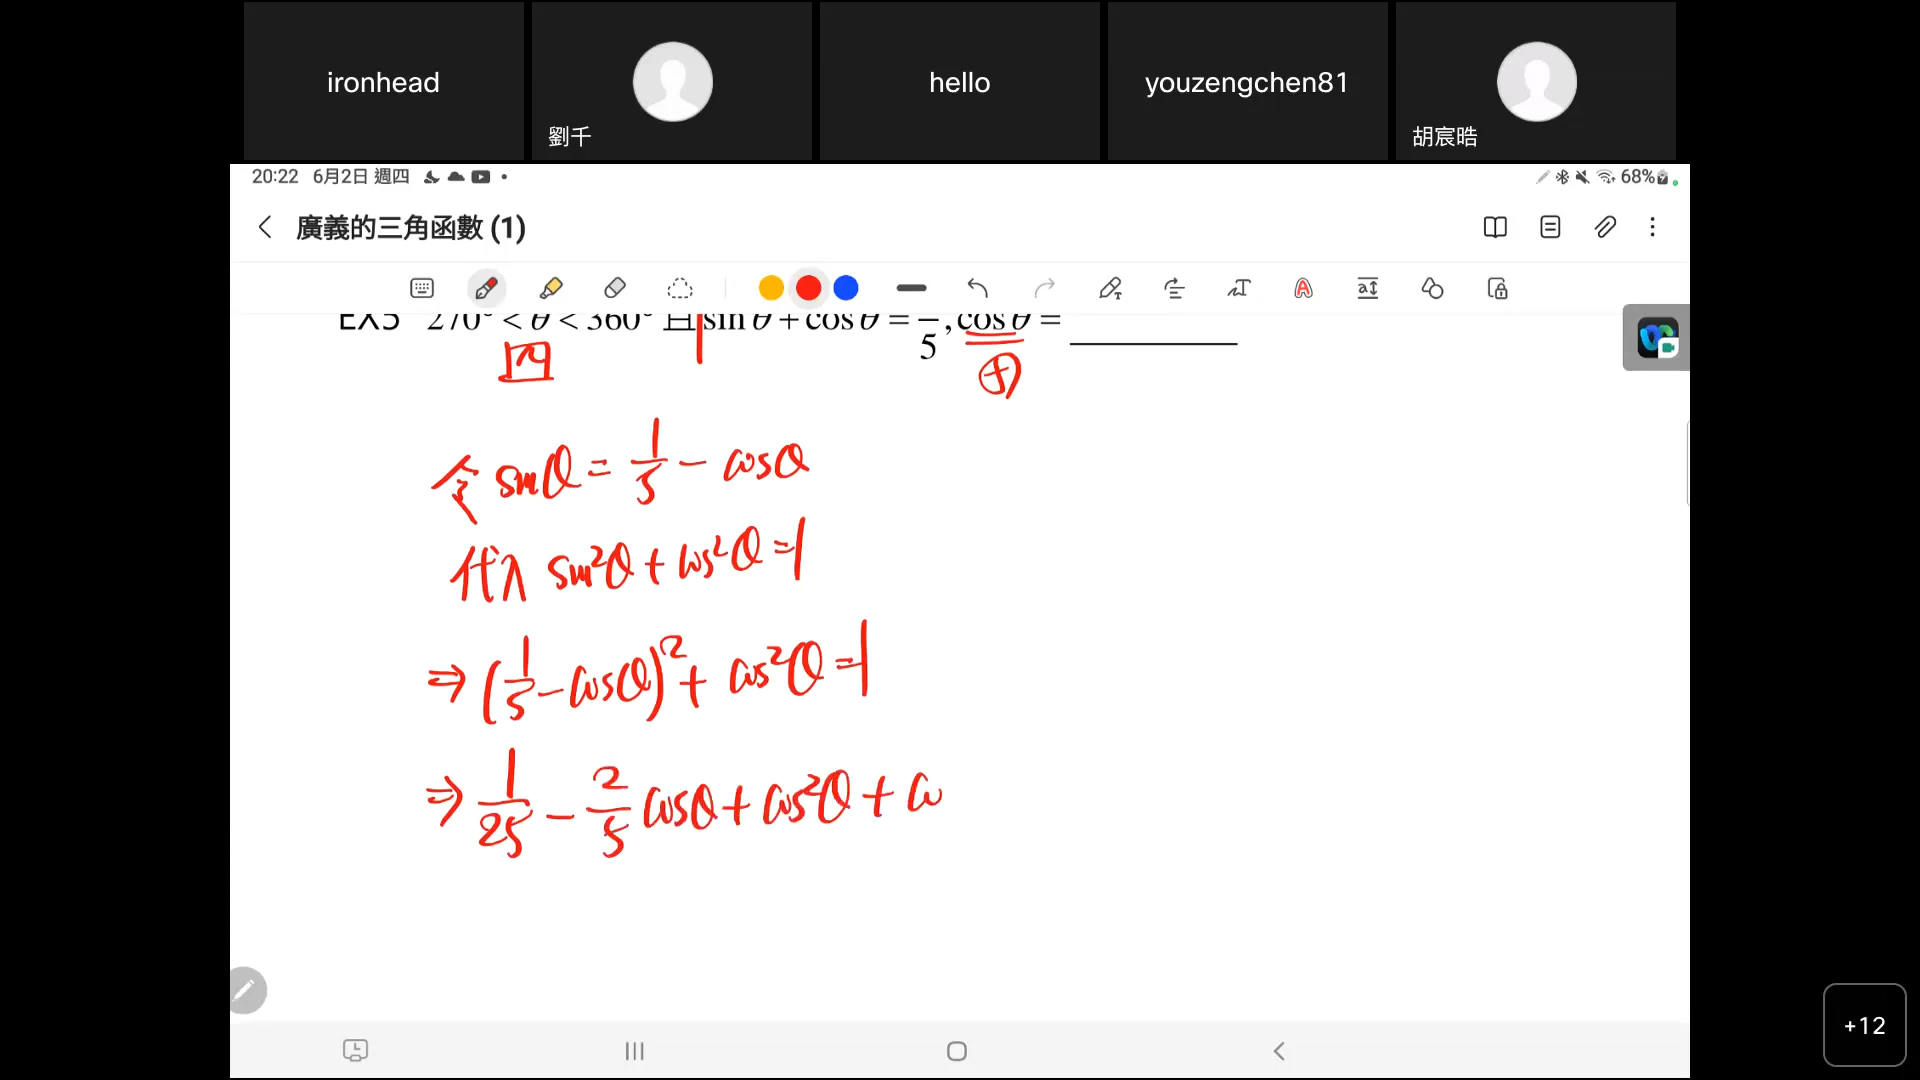 ironhead
劉千
hello
youzengchen81
胡宸晧
20:22 6月2日 週四
68%
廣義的三角函數 (1)
EX5 270° < θ < 360° 且 sin θ + cos θ = —/5 , cos θ = ________
四
+
令 sinθ = 1/5 - cosθ
代入 sin²θ + cos²θ = 1
⇒ (1/5 - cosθ)² + cos²θ = 1
⇒ 1/25 - 2/5 cosθ + cos²θ + co
+12